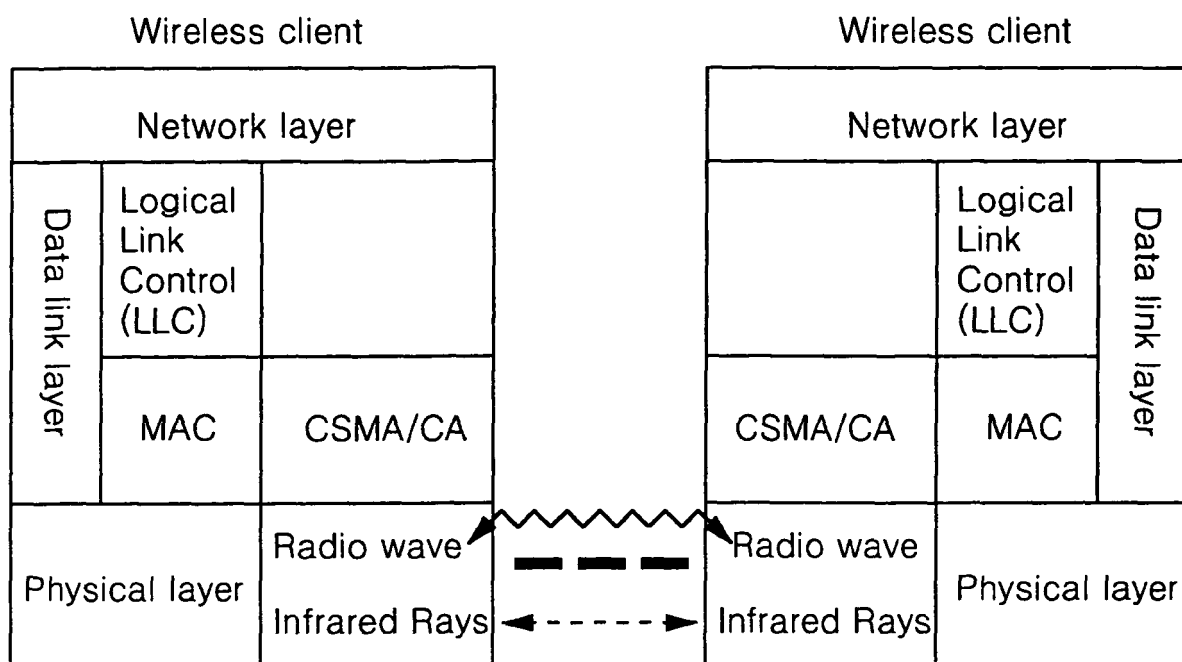 Wireless client
Network layer
Data link layer
Logical
Link
Control
(LLC)
MAC
CSMA/CA
Physical layer
Radio wave
Infrared Rays
Wireless client
Network layer
Logical
Link
Control
(LLC)
Data link layer
CSMA/CA
MAC
Radio wave
Infrared Rays
Physical layer